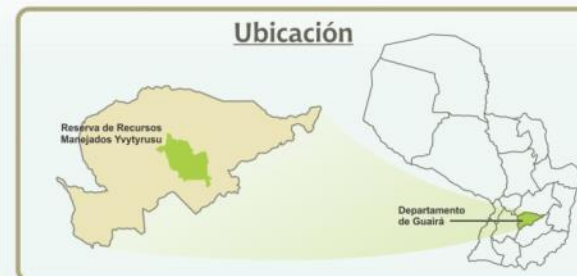 Ubicación
Reserva de Recursos
Manejados Yvytyrusu
Departamento
de Guairá